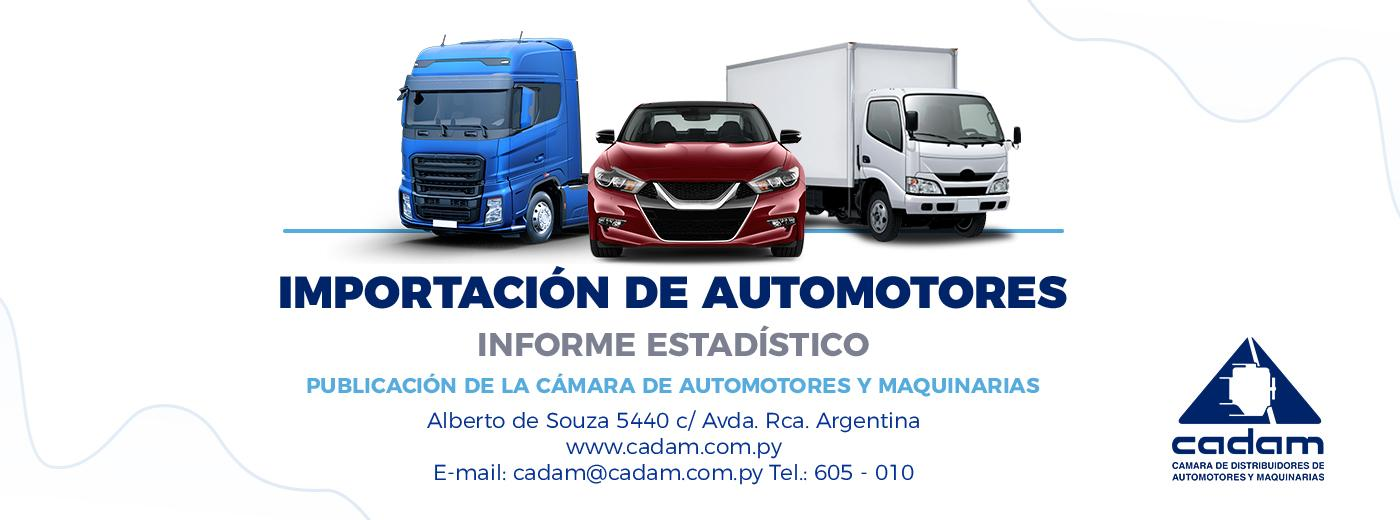 IMPORTACIÓN DE AUTOMOTORES
INFORME ESTADÍSTICO
PUBLICACIÓN DE LA CÁMARA DE AUTOMOTORES Y MAQUINARIAS
Alberto de Souza 5440 c/ Avda. Rca. Argentina
www.cadam.com.py
E-mail: cadam@cadam.com.py Tel.: 605 - 010
cadam
CAMARA DE DISTRIBUIDORES DE
AUTOMOTORES Y MAQUINARIAS